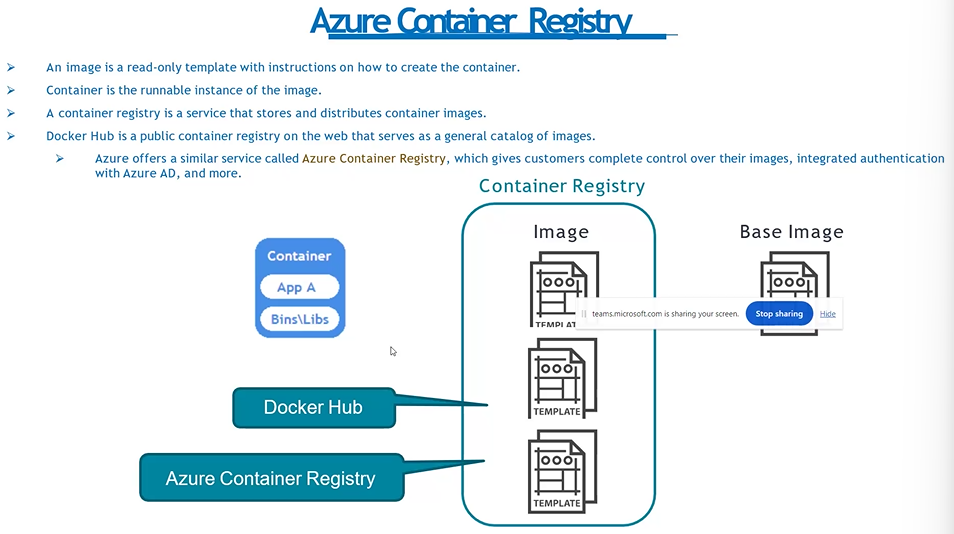 Azure Container Registry
An image is a read-only template with instructions on how to create the container.
Container is the runnable instance of the image.
A container registry is a service that stores and distributes container images.
Docker Hub is a public container registry on the web that serves as a general catalog of images.
Azure offers a similar service called Azure Container Registry, which gives customers complete control over their images, integrated authentication
with Azure AD, and more.
Container Registry
Image
Base Image
Container
App A
Bins\Libs
teams.microsoft.com is sharing your screen.
Stop sharing
Hide
TEMPLAT
Docker Hub
TEMPLATE
Azure Container Registry
TEMPLATE